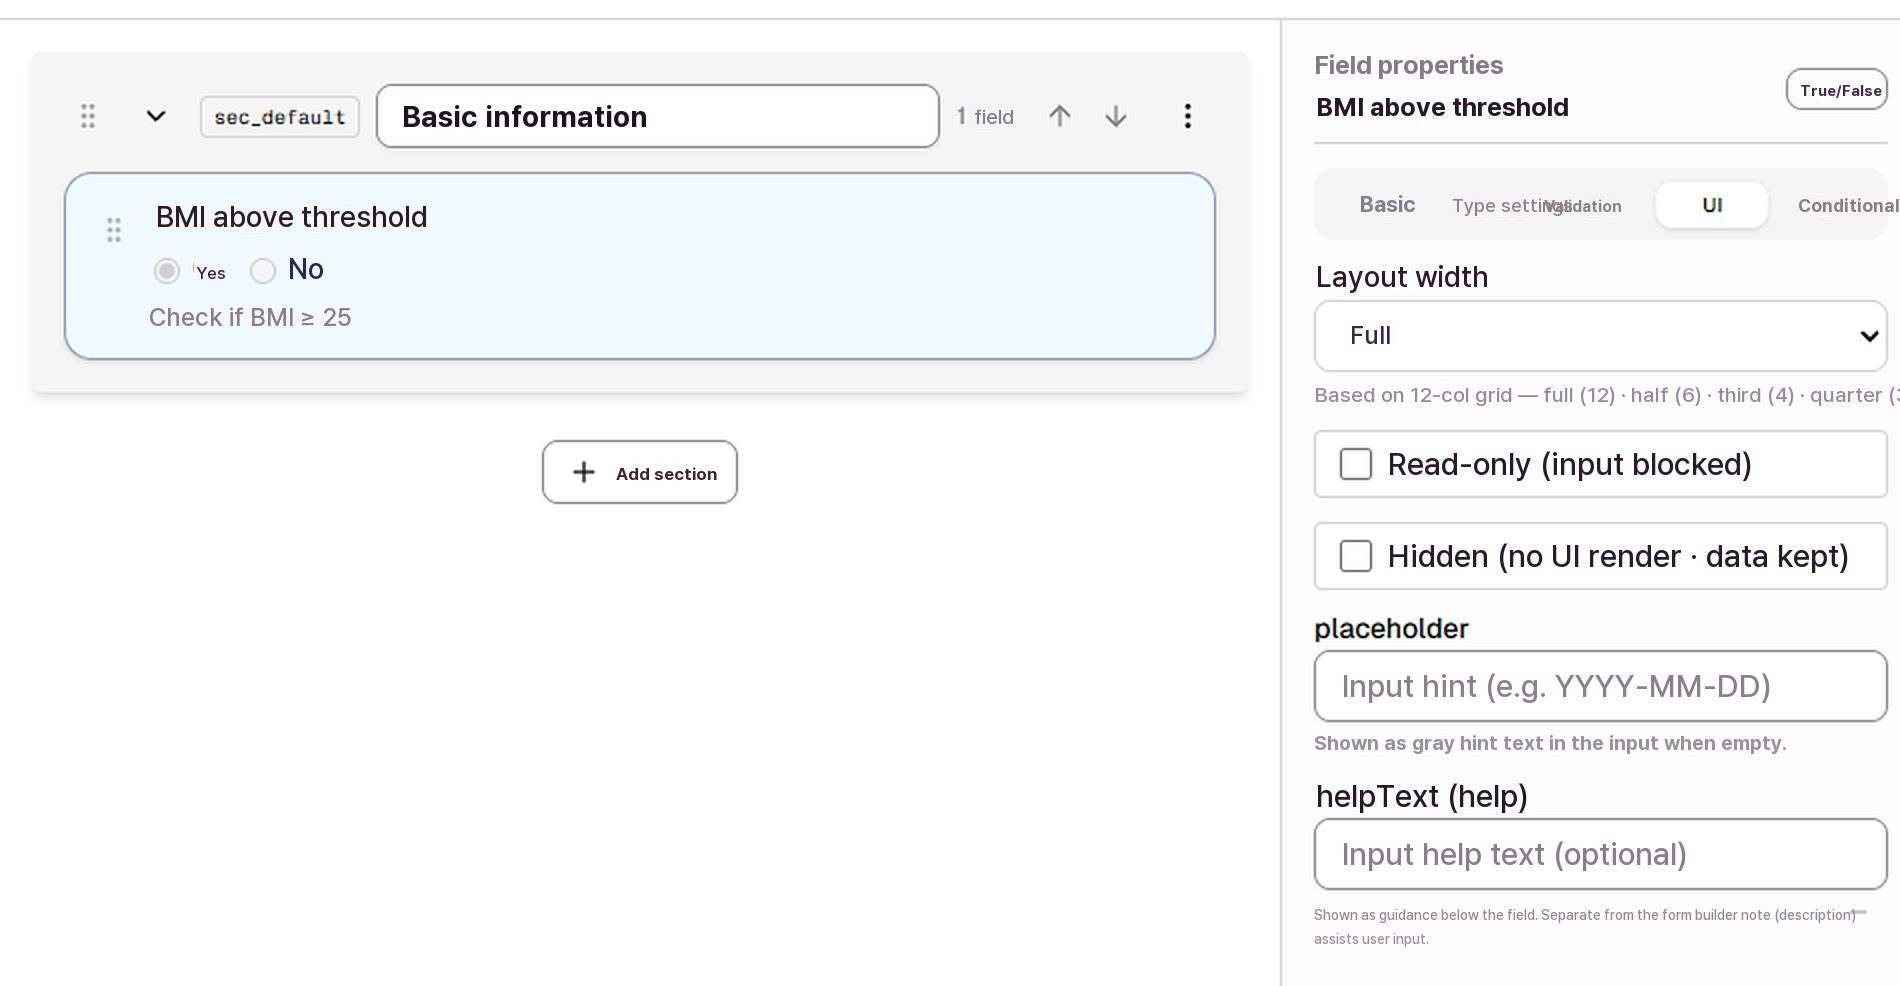 sec_default
Basic information
1 field
BMI above threshold
Yes
No
Check if BMI ≥ 25
Add section
Field properties
BMI above threshold
True/False
Basic
Type settings
Validation
UI
Conditional
Layout width
Full
Based on 12-col grid — full (12) · half (6) · third (4) · quarter (3
Read-only (input blocked)
Hidden (no UI render · data kept)
placeholder
Input hint (e.g. YYYY-MM-DD)
Shown as gray hint text in the input when empty.
helpText (help)
Input help text (optional)
Shown as guidance below the field. Separate from the form builder note (description)
assists user input.